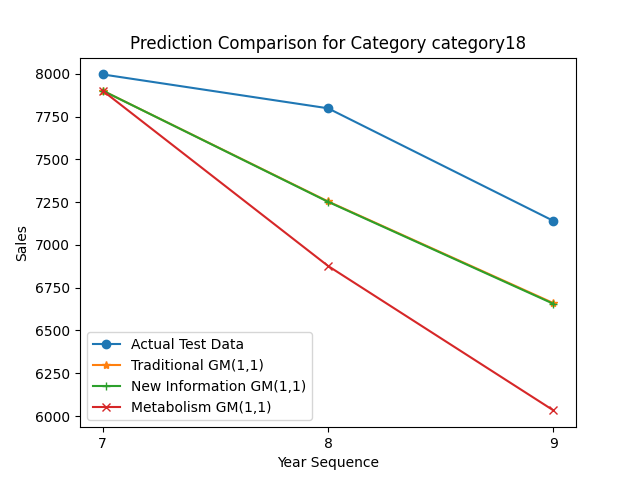 Prediction Comparison for Category category18
Sales
8000
7750
7500
7250
7000
6750
6500
6250
6000
Actual Test Data
Traditional GM(1,1)
New Information GM(1,1)
Metabolism GM(1,1)
7
8
9
Year Sequence